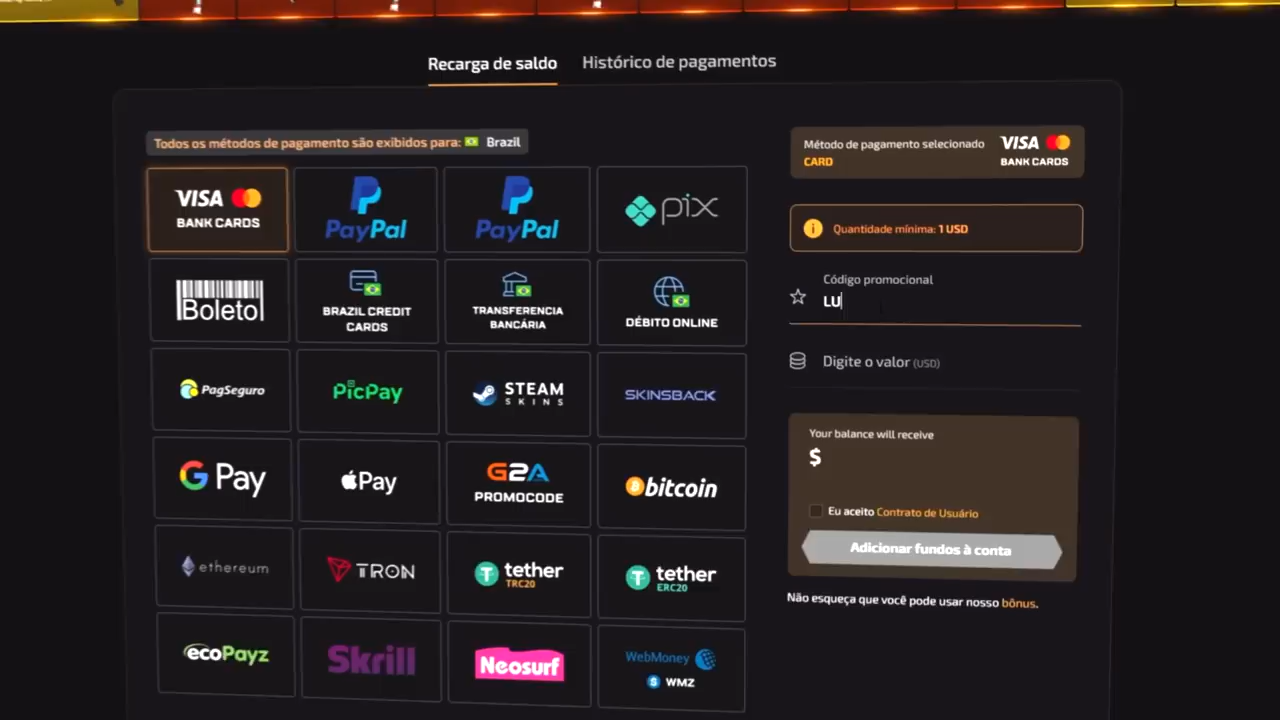 Recarga de saldo
Histórico de pagamentos
Todos os métodos de pagamento são exibidos para: Brazil
VISA
BANK CARDS
PayPal
PayPal
pix
Boleto
BRAZIL CREDIT
CARDS
TRANSFERENCIA
BANCÁRIA
DÉBITO ONLINE
PagSeguro
PicPay
STEAM
SKINS
SKINSBACK
G Pay
Pay
G2A
PROMOCODE
bitcoin
ethereum
TRON
tether
TRC20
tether
ERC20
ecoPayz
Skrill
Neosurf
WebMoney
WMZ
Método de pagamento selecionado
CARD
VISA
BANK CARDS
Quantidade mínima: 1 USD
Código promocional
LU
Digite o valor (USD)
Your balance will receive
$
Eu aceito Contrato de Usuário
Adicionar fundos à conta
Não esqueça que você pode usar nosso bônus.